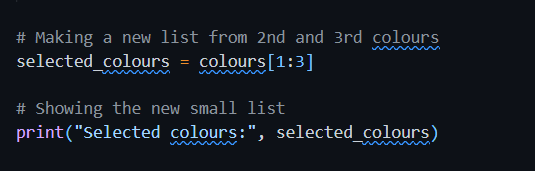 # Making a new list from 2nd and 3rd colours
selected_colours = colours[1:3]
# Showing the new small list
print("Selected colours:", selected_colours)